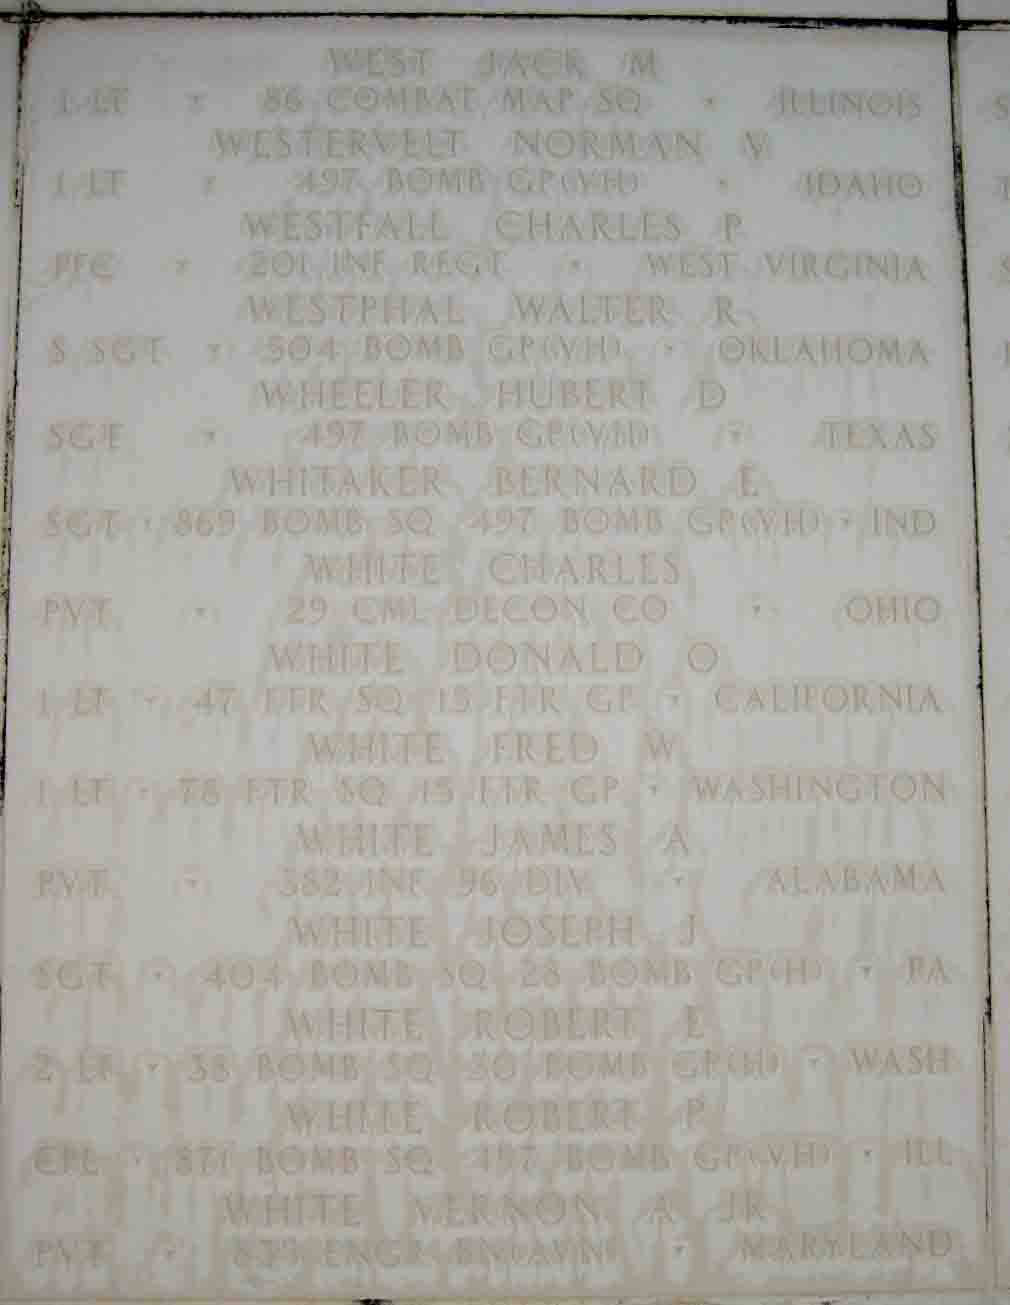 WEST JACK M
1 LT • 86 COMBAT MAP SQ • ILLINOIS
WESTERVELT NORMAN V
1 LT • 497 BOMB GP(VH) • IDAHO
WESTFALL CHARLES P
PFC • 201 INF REGT • WEST VIRGINIA
WESTPHAL WALTER R
S SGT • 504 BOMB GP(VH) • OKLAHOMA
WHEELER HUBERT D
SGT • 497 BOMB GP(VH) • TEXAS
WHITAKER BERNARD E
SGT • 869 BOMB SQ 497 BOMB GP(VH) • IND
WHITE CHARLES
PVT • 29 CML DECON CO • OHIO
WHITE DONALD O
1 LT • 47 FTR SQ 15 FTR GP • CALIFORNIA
WHITE FRED W
1 LT • 78 FTR SQ 15 FTR GP • WASHINGTON
WHITE JAMES A
PVT • 382 INF 96 DIV • ALABAMA
WHITE JOSEPH J
SGT • 404 BOMB SQ 28 BOMB GP(H) • PA
WHITE ROBERT E
2 LT • 38 BOMB SQ 30 BOMB GP(H) • WASH
WHITE ROBERT P
CPL • 871 BOMB SQ 497 BOMB GP(VH) • ILL
WHITE VERNON A JR
PVT • ENGR BN(AVN) • MARYLAND